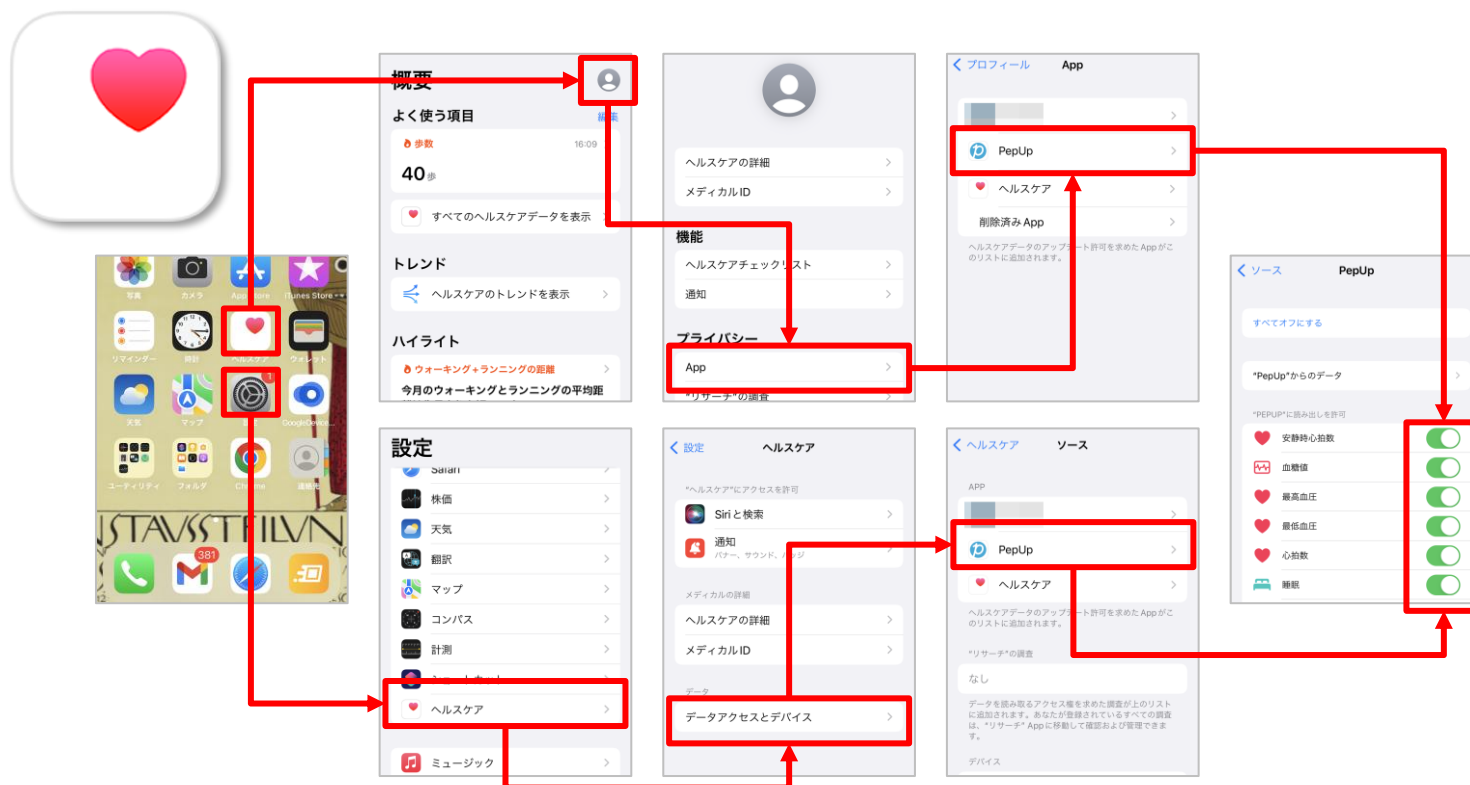 概要
よく使う項目
編集
歩数
16:09
40歩
すべてのヘルスケアデータを表示
トレンド
ヘルスケアのトレンドを表示
ハイライト
ウォーキング+ランニングの距離
今月のウォーキングとランニングの平均距
ヘルスケアの詳細
メディカルID
機能
ヘルスケアチェックリスト
通知
プライバシー
App
"リサーチ"の調査
プロフィール
App
PepUp
ヘルスケア
削除済みApp
ヘルスケアデータのアップデート許可を求めたAppがこ
のリストに追加されます。
写真
カメラ
App Store
iTunes Store
リマインダー
時計
ヘルスケア
ウォレット
天気
マップ
設定
1
ユーティリティ
フォルダ
Chrome
連絡先
STAVSSTFILVN
381
12
設定
Safari
株価
天気
翻訳
マップ
コンパス
計測
ショートカット
ヘルスケア
ミュージック
設定
ヘルスケア
"ヘルスケア"にアクセスを許可
Siriと検索
通知
バナー、サウンド、バッジ
メディカルの詳細
ヘルスケアの詳細
メディカルID
データ
データアクセスとデバイス
ヘルスケア
ソース
APP
PepUp
ヘルスケア
ヘルスケアデータのアップデート許可を求めたAppがこ
のリストに追加されます。
"リサーチ"の調査
なし
データを読み取るアクセス権を求めた調査が上のリスト
に追加されます。あなたが登録されているすべての調査
は、"リサーチ" Appに移動して確認および管理できま
す。
デバイス
ソース
PepUp
すべてオフにする
"PepUp"からのデータ
"PEPUP"に読み出しを許可
安静時心拍数
血糖値
最高血圧
最低血圧
心拍数
睡眠